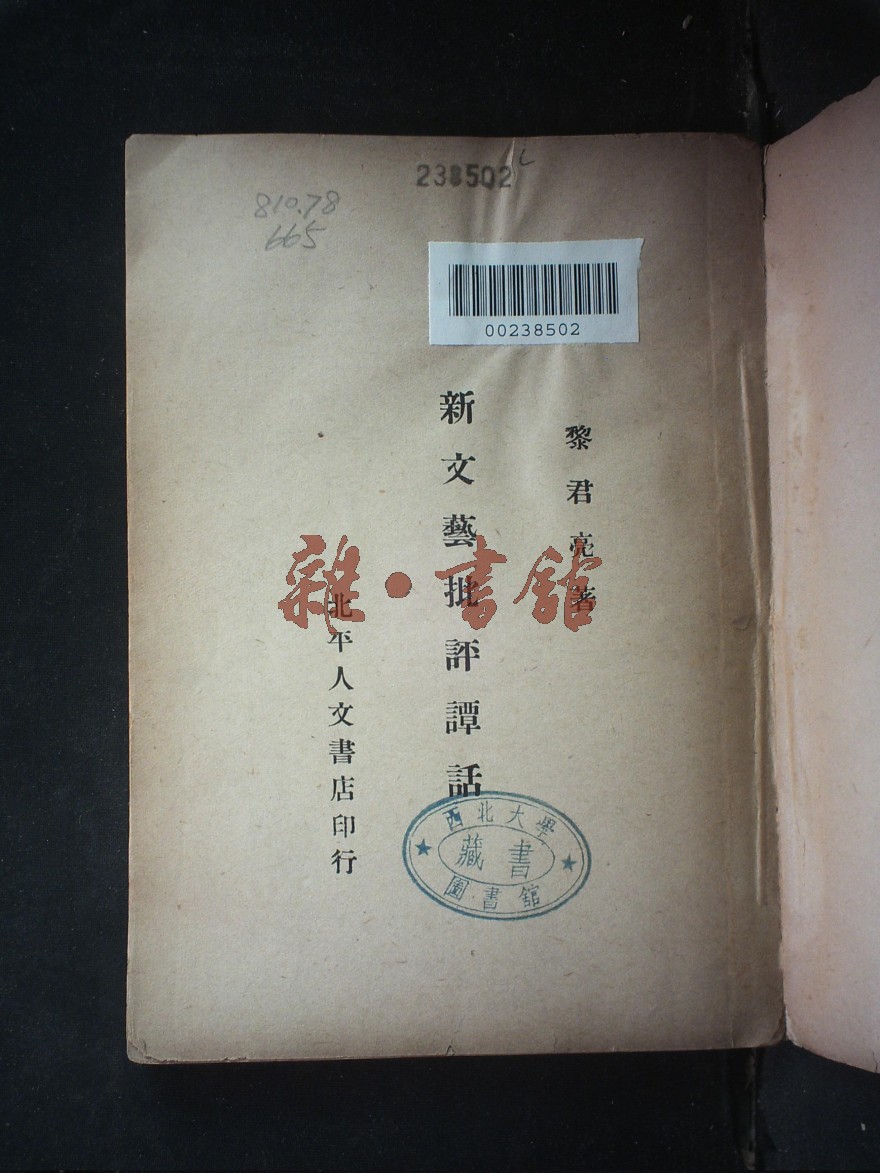 238502
810.78
665
00238502
黎君亮著
新文藝批評譚話
北平人文書店印行
雜·書館
西北大學
藏書
圖書館